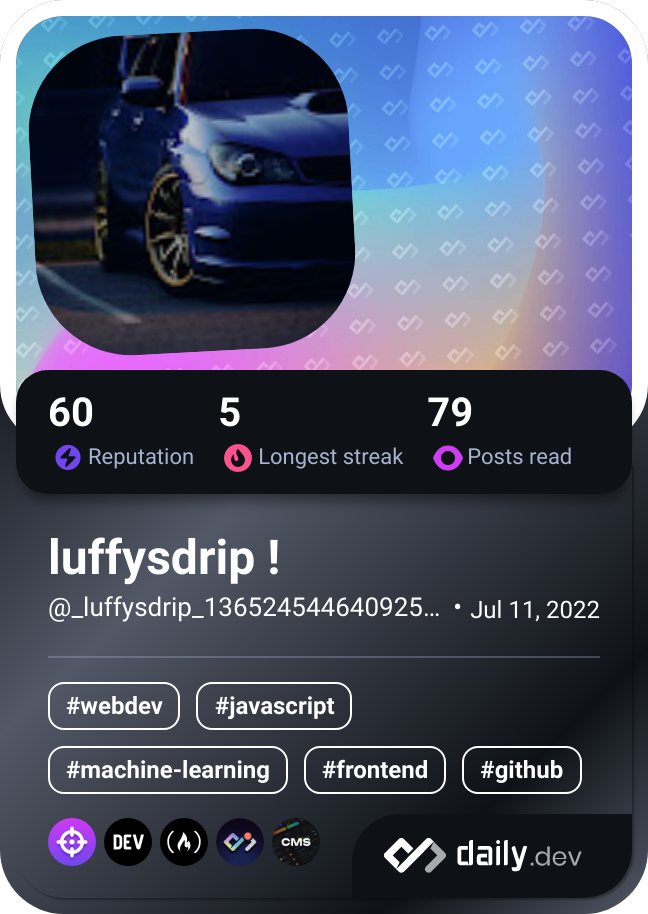 60 5 79
Reputation Longest streak Posts read
luffysdrip !
@_luffysdrip_136524544640925… • Jul 11, 2022
#webdev #javascript
#machine-learning #frontend #github
DEV CMS daily.dev